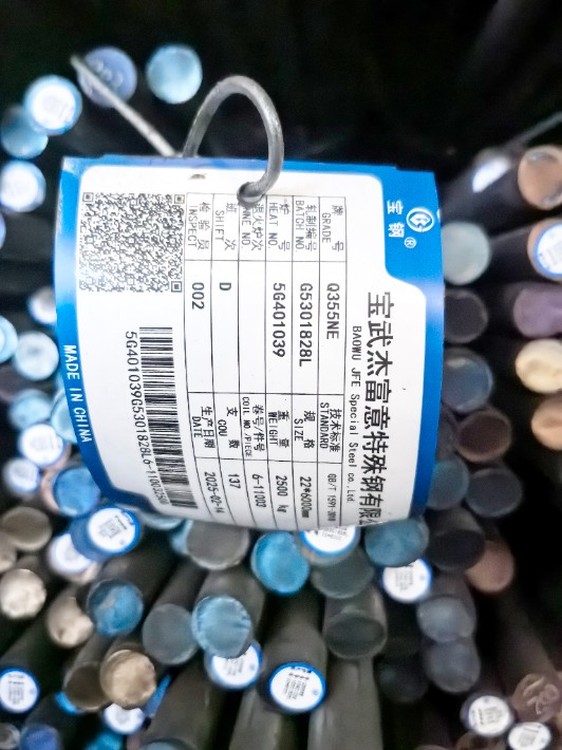 宝钢®
宝武杰富意特殊钢有限公
BAOWU JFE Special Steel co.,Ltd
牌 号 GRADE Q355NE 技术标准 STANDARD GB/T 1591-2018
轧制编号 BATCH NO. G5301828L 规 格 SIZE 22*6000mm
炉 号 HEAT NO. 5G401039 重 量 WEIGHT 2500 kg
卷号/件号 COIL NO./PIECE 6-11003
班 次 SHIFT D 支 数 COU 137
检 验 员 INSPECT 002 生产日期 DATE 2025-02-14
MADE IN CHINA